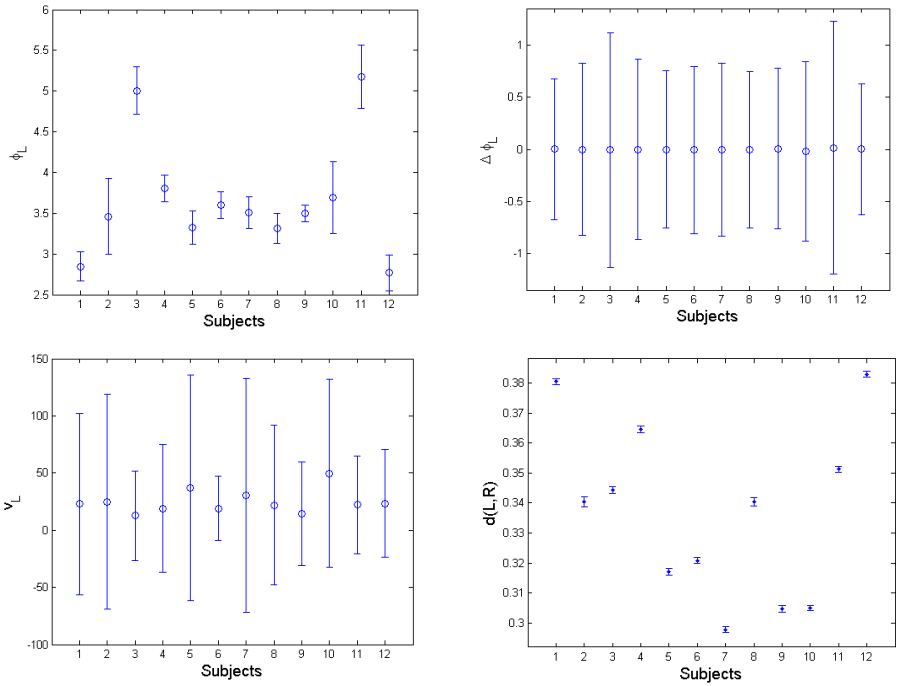 6
5.5
5
4.5
4
3.5
3
2.5
ϕL
1 2 3 4 5 6 7 8 9 10 11 12
Subjects
1
0.5
0
-0.5
-1
Δ ϕL
1 2 3 4 5 6 7 8 9 10 11 12
Subjects
150
100
50
0
-50
-100
vL
1 2 3 4 5 6 7 8 9 10 11 12
Subjects
0.38
0.37
0.36
0.35
0.34
0.33
0.32
0.31
0.3
d(L,R)
1 2 3 4 5 6 7 8 9 10 11 12
Subjects